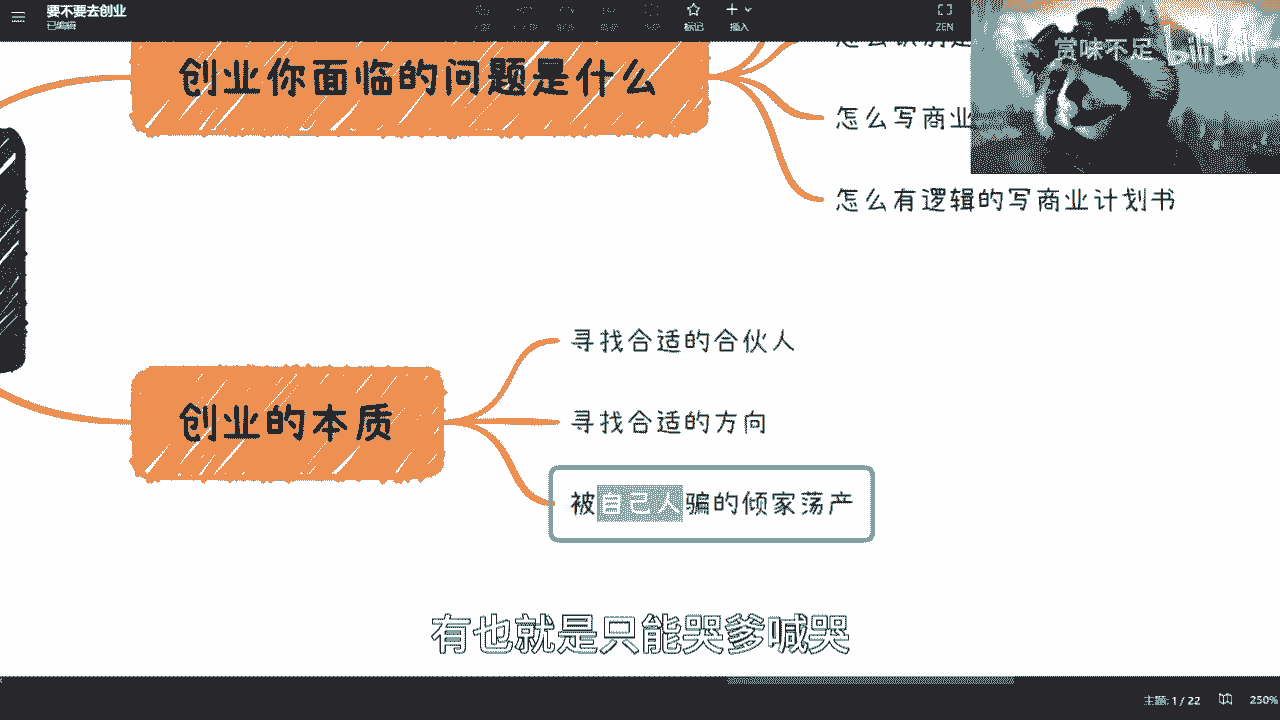 要不要去创业
已编辑
标记
插入
ZEN
赏味不足 bilibili
创业你面临的问题是什么
怎么写商业
怎么有逻辑的写商业计划书
创业的本质
寻找合适的合伙人
寻找合适的方向
被自己人骗的倾家荡产
有也就是只能哭爹喊哭
主题: 1 / 22
250%